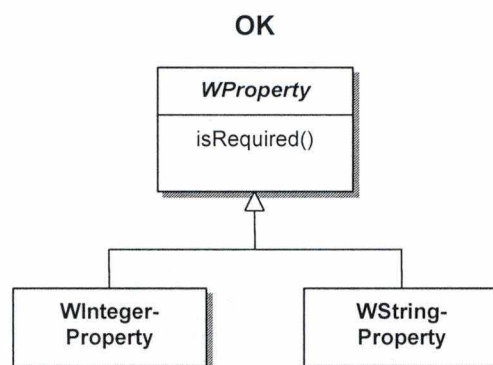 OK
WProperty
isRequired()
WInteger-
Property
WString-
Property